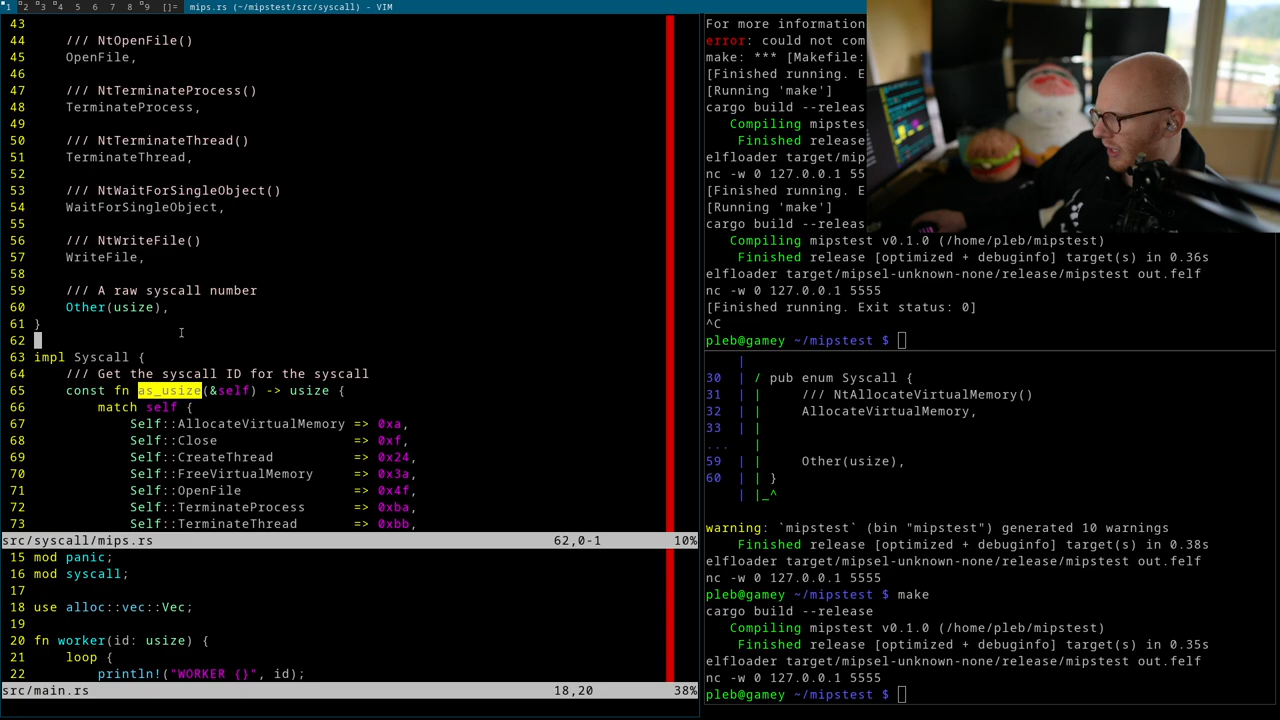 1 2 3 4 5 6 7 8 9 []= mips.rs (~/mipstest/src/syscall) - VIM
43
44 /// NtOpenFile()
45 OpenFile,
46
47 /// NtTerminateProcess()
48 TerminateProcess,
49
50 /// NtTerminateThread()
51 TerminateThread,
52
53 /// NtWaitForSingleObject()
54 WaitForSingleObject,
55
56 /// NtWriteFile()
57 WriteFile,
58
59 /// A raw syscall number
60 Other(usize),
61 }
62
63 impl Syscall {
64 /// Get the syscall ID for the syscall
65 const fn as_usize(&self) -> usize {
66 match self {
67 Self::AllocateVirtualMemory => 0xa,
68 Self::Close => 0xf,
69 Self::CreateThread => 0x24,
70 Self::FreeVirtualMemory => 0x3a,
71 Self::OpenFile => 0x4f,
72 Self::TerminateProcess => 0xba,
73 Self::TerminateThread => 0xbb,
src/syscall/mips.rs 62,0-1 10%
15 mod panic;
16 mod syscall;
17
18 use alloc::vec::Vec;
19
20 fn worker(id: usize) {
21 loop {
22 println!("WORKER {}", id);
src/main.rs 18,20 38%
For more information
error: could not com
make: *** [Makefile:
[Finished running. E
[Running 'make']
cargo build --releas
Compiling mipstes
Finished release
elfloader target/mip
nc -w 0 127.0.0.1 55
[Finished running. E
[Running 'make']
cargo build --releas
Compiling mipstest v0.1.0 (/home/pleb/mipstest)
Finished release [optimized + debuginfo] target(s) in 0.36s
elfloader target/mipsel-unknown-none/release/mipstest out.felf
nc -w 0 127.0.0.1 5555
[Finished running. Exit status: 0]
^C
pleb@gamey ~/mipstest $
|
30 | / pub enum Syscall {
31 | | /// NtAllocateVirtualMemory()
32 | | AllocateVirtualMemory,
33 | |
... |
59 | | Other(usize),
60 | | }
| |_^
warning: `mipstest` (bin "mipstest") generated 10 warnings
Finished release [optimized + debuginfo] target(s) in 0.38s
elfloader target/mipsel-unknown-none/release/mipstest out.felf
nc -w 0 127.0.0.1 5555
pleb@gamey ~/mipstest $ make
cargo build --release
Compiling mipstest v0.1.0 (/home/pleb/mipstest)
Finished release [optimized + debuginfo] target(s) in 0.35s
elfloader target/mipsel-unknown-none/release/mipstest out.felf
nc -w 0 127.0.0.1 5555
pleb@gamey ~/mipstest $